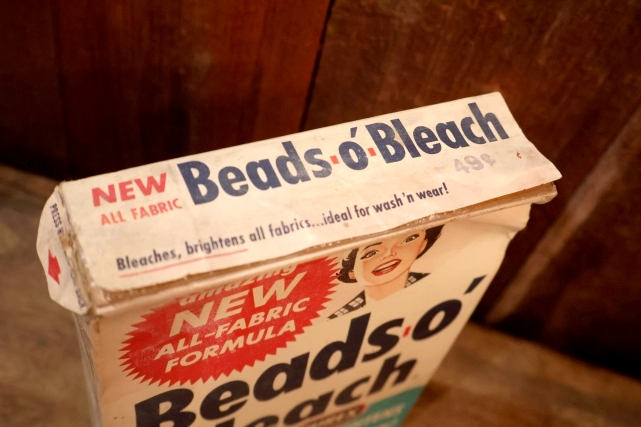 NEW
ALL FABRIC
Beads·ó·Bleach
49¢
Bleaches, brightens all fabrics...ideal for wash'n wear!
PRESS
amazing
NEW
ALL-FABRIC
FORMULA
Beads·o'
Bleach